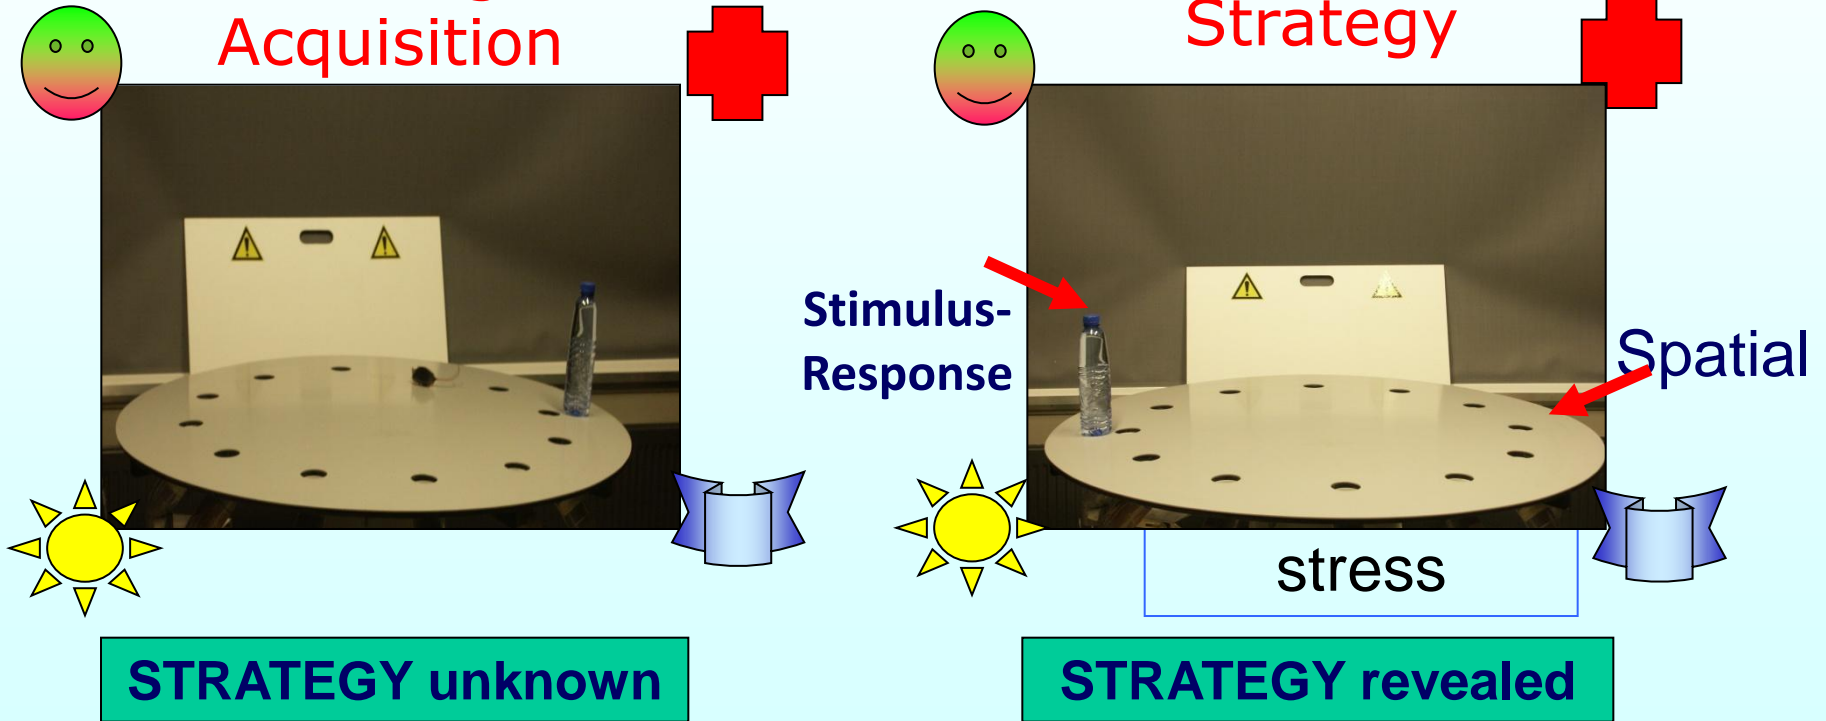 Acquisition
Strategy
Stimulus-
Response
Spatial
stress
STRATEGY unknown
STRATEGY revealed